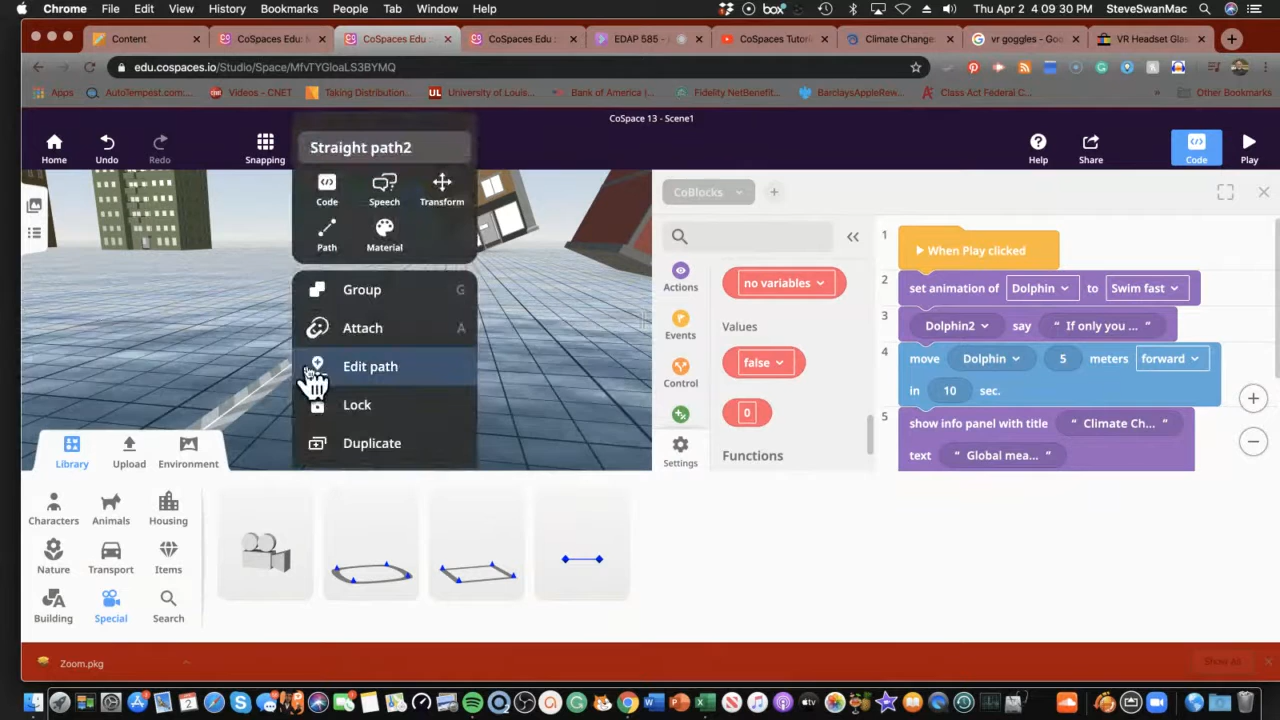 Chrome File Edit View History Bookmarks People Tab Window Help box Thu Apr 2 4:09:30 PM SteveSwanMac
Content CoSpaces Edu: M CoSpaces Edu CoSpaces Edu : EDAP 585 - CoSpaces Tutori Climate Change VR Headset Glas
edu.cospaces.io/Studio/Space/MfVTYGloaLS3BYMQ
Apps AutoTempest.com:... Videos - CNET Taking Distribution... University of Louis... Bank of America |... Fidelity NetBenefit... BarclaysAppleRew... Class Act Federal C... » Other Bookmarks
CoSpace 13 - Scene1
Home Undo Redo Snapping Help Share Code Play
Straight path2
Code Speech Transform
Path Material
Group G
Attach A
Edit path
Lock
Duplicate
CoBlocks
Actions
Events
Control
Settings
no variables
Values
false
0
Functions
1 When Play clicked
2 set animation of Dolphin to Swim fast
3 Dolphin2 say “ If only you ... ”
4 move Dolphin 5 meters forward
in 10 sec.
5 show info panel with title “ Climate Ch... ”
text “ Global mea... ”
Library Upload Environment
Characters Animals Housing
Nature Transport Items
Building Special Search
Zoom.pkg Show All